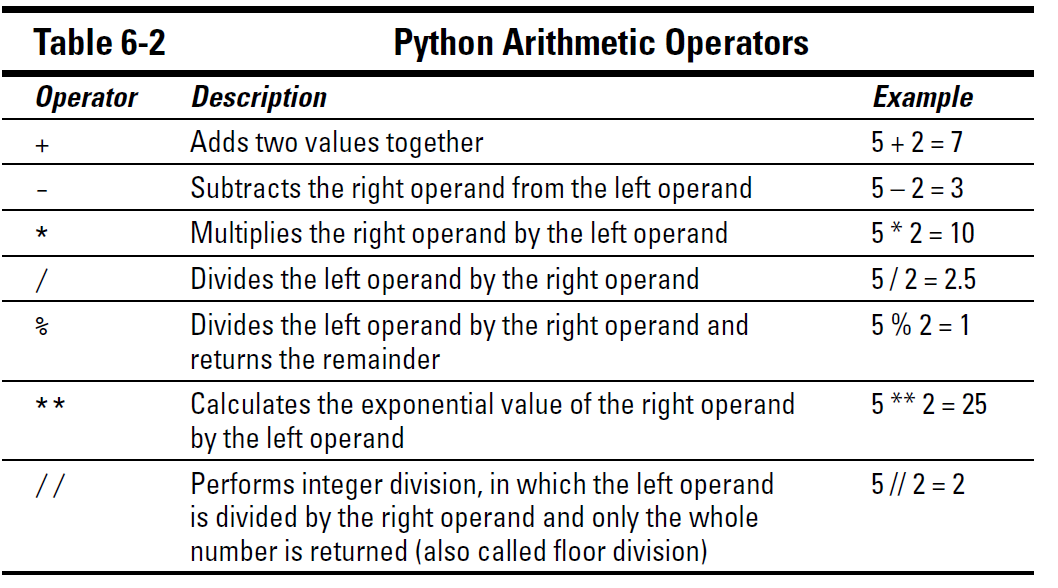 Table 6-2 Python Arithmetic Operators
Operator Description Example
+ Adds two values together 5 + 2 = 7
- Subtracts the right operand from the left operand 5 – 2 = 3
* Multiplies the right operand by the left operand 5 * 2 = 10
/ Divides the left operand by the right operand 5 / 2 = 2.5
% Divides the left operand by the right operand and 5 % 2 = 1
returns the remainder
** Calculates the exponential value of the right operand 5 ** 2 = 25
by the left operand
// Performs integer division, in which the left operand 5 // 2 = 2
is divided by the right operand and only the whole
number is returned (also called floor division)